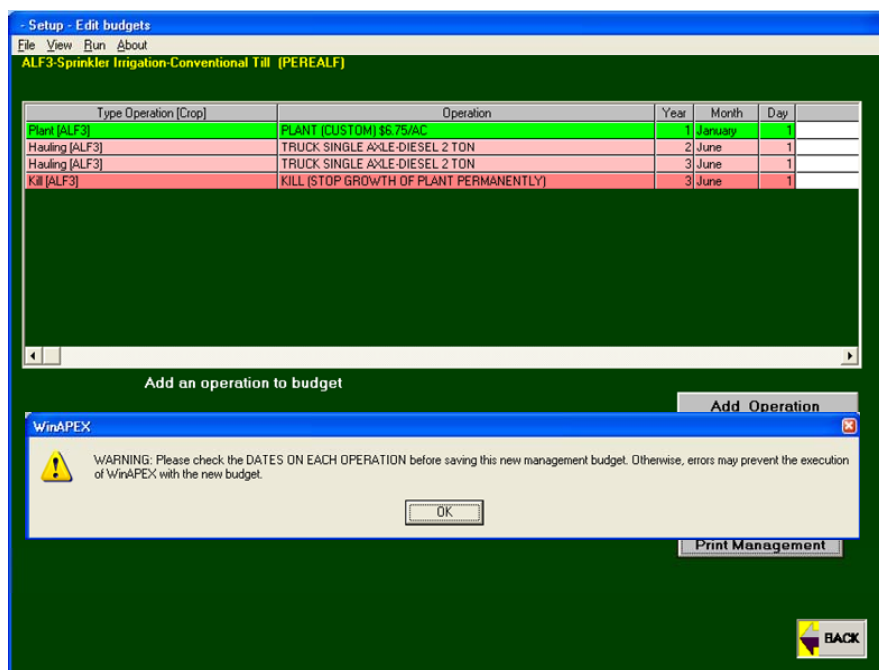 - Setup - Edit budgets
File View Run About
ALF3-Sprinkler Irrigation-Conventional Till (PEREALF)
Type Operation [Crop] Operation Year Month Day
Plant [ALF3] PLANT (CUSTOM) $6.75/AC 1 January 1
Hauling [ALF3] TRUCK SINGLE AXLE-DIESEL 2 TON 2 June 1
Hauling [ALF3] TRUCK SINGLE AXLE-DIESEL 2 TON 3 June 1
Kill [ALF3] KILL (STOP GROWTH OF PLANT PERMANENTLY) 3 June 1
Add an operation to budget
Add Operation
WinAPEX
WARNING: Please check the DATES ON EACH OPERATION before saving this new management budget. Otherwise, errors may prevent the execution
of WinAPEX with the new budget.
OK
Print Management
BACK